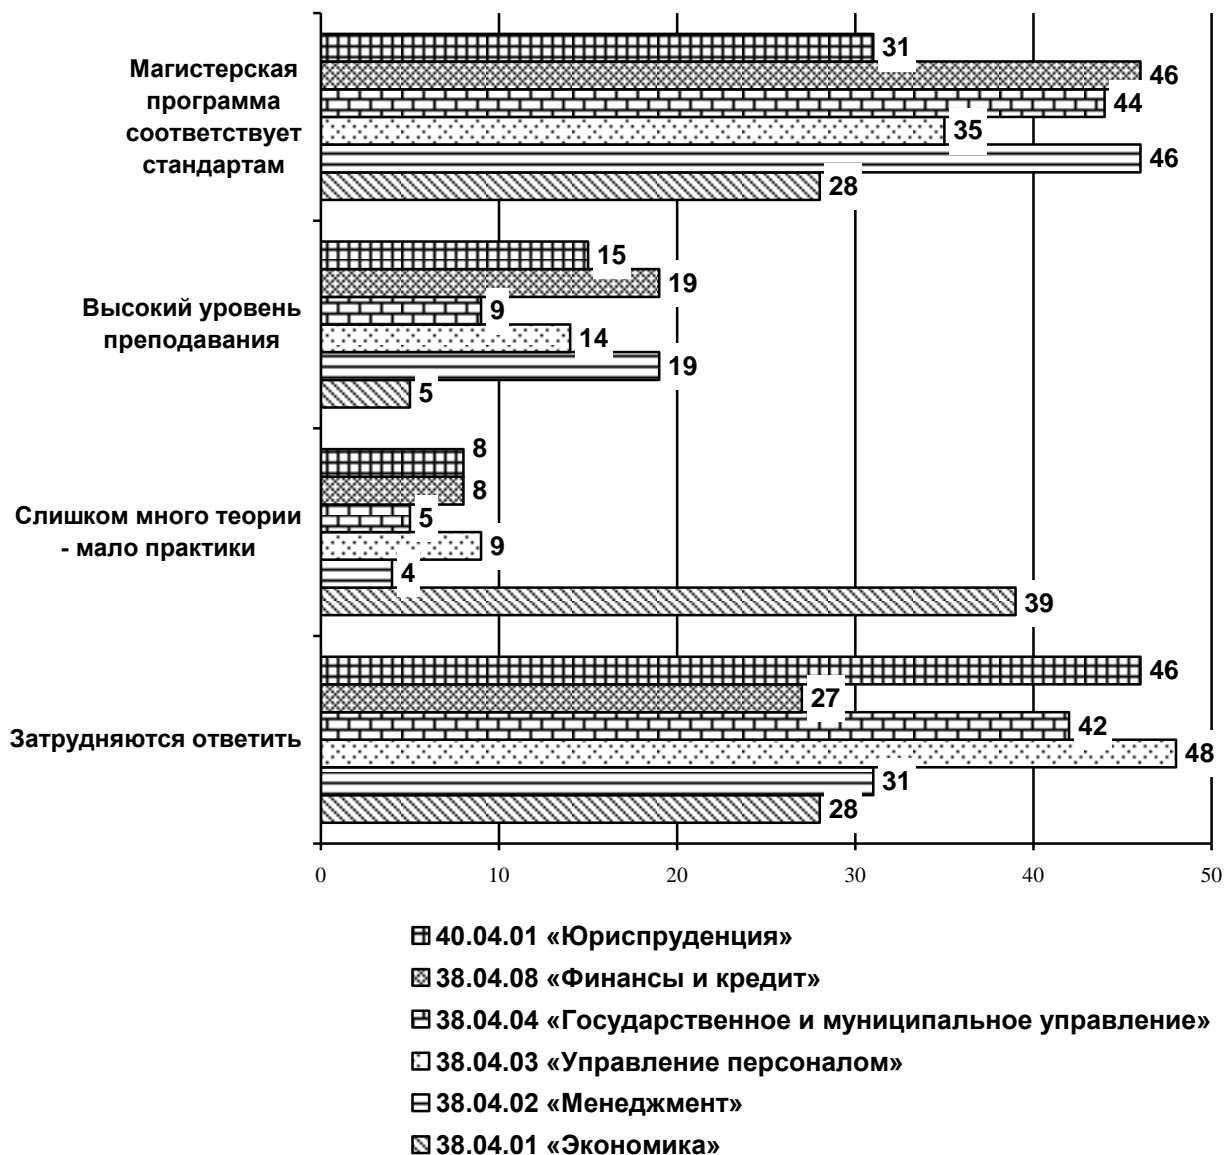 31
Магистерская
программа
соответствует
стандартам
46
44
35
46
28
15
Высокий уровень
преподавания
19
9
14
19
5
8
Слишком много теории
- мало практики
8
5
9
4
39
46
Затрудняются ответить
27
42
48
31
28
0 10 20 30 40 50
40.04.01 «Юриспруденция»
38.04.08 «Финансы и кредит»
38.04.04 «Государственное и муниципальное управление»
38.04.03 «Управление персоналом»
38.04.02 «Менеджмент»
38.04.01 «Экономика»